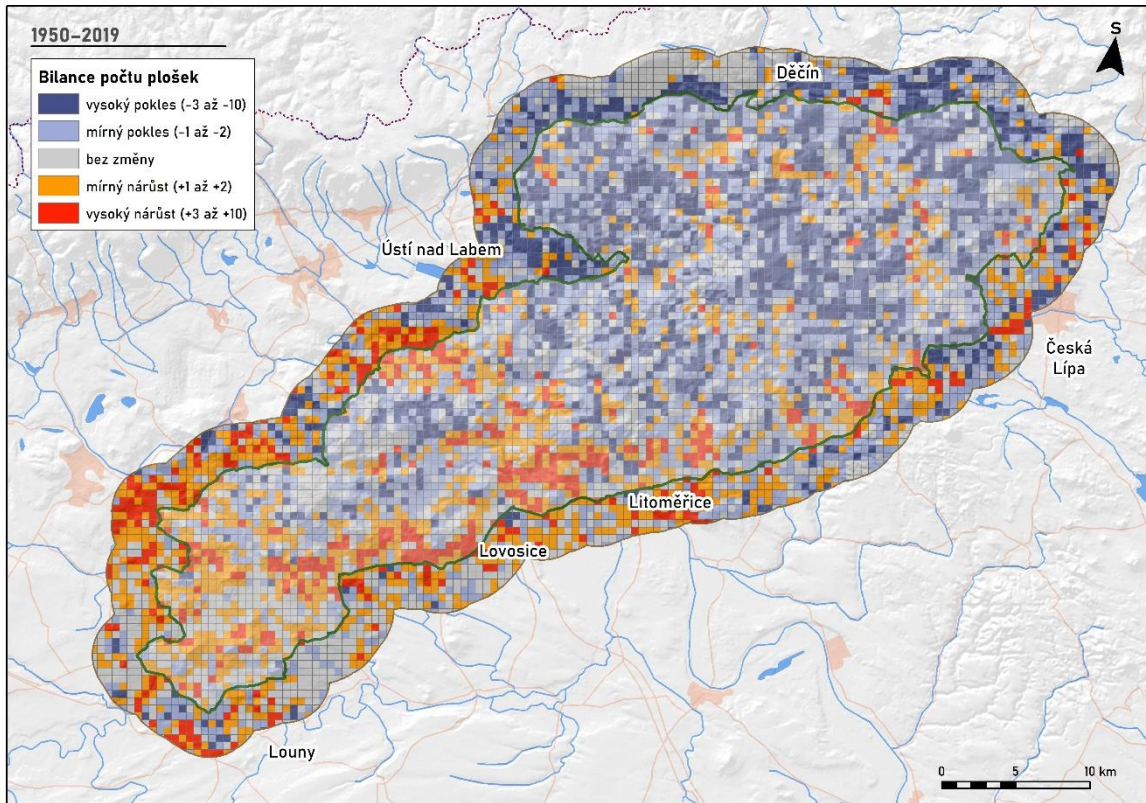 1950–2019
Bilance počtu plošek
vysoký pokles (-3 až -10)
mírný pokles (-1 až -2)
bez změny
mírný nárůst (+1 až +2)
vysoký nárůst (+3 až +10)
S
Děčín
Ústí nad Labem
Česká
Lípa
Litoměřice
Lovosice
Louny
0 5 10 km